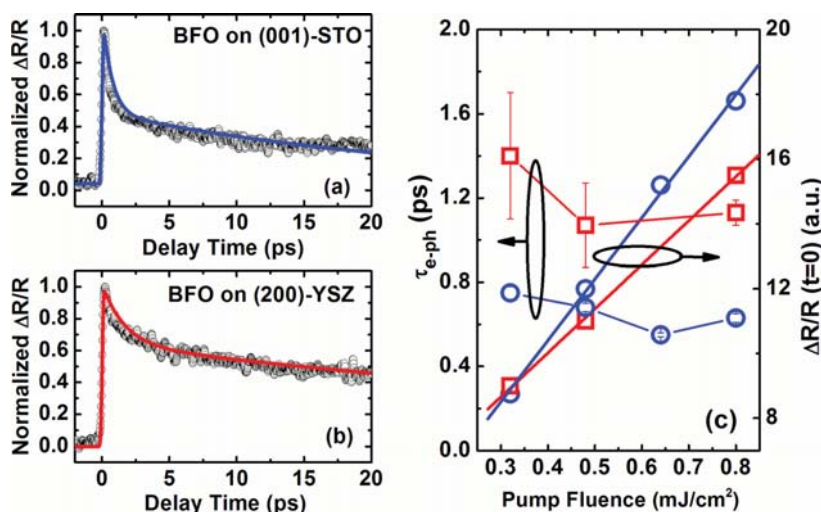 Normalized ΔR/R
1.0
0.8
0.6
0.4
0.2
0.0
BFO on (001)-STO
(a)
0 5 10 15 20
Delay Time (ps)
Normalized ΔR/R
1.0
0.8
0.6
0.4
0.2
0.0
BFO on (200)-YSZ
(b)
0 5 10 15 20
Delay Time (ps)
τe-ph (ps)
1.8
1.5
1.2
0.9
0.6
0.3
0.0
(c)
0.3 0.4 0.5 0.6 0.7 0.8
Pump Fluence (mJ/cm²)
20
16
12
8
ΔR/R (t=0) (a.u.)